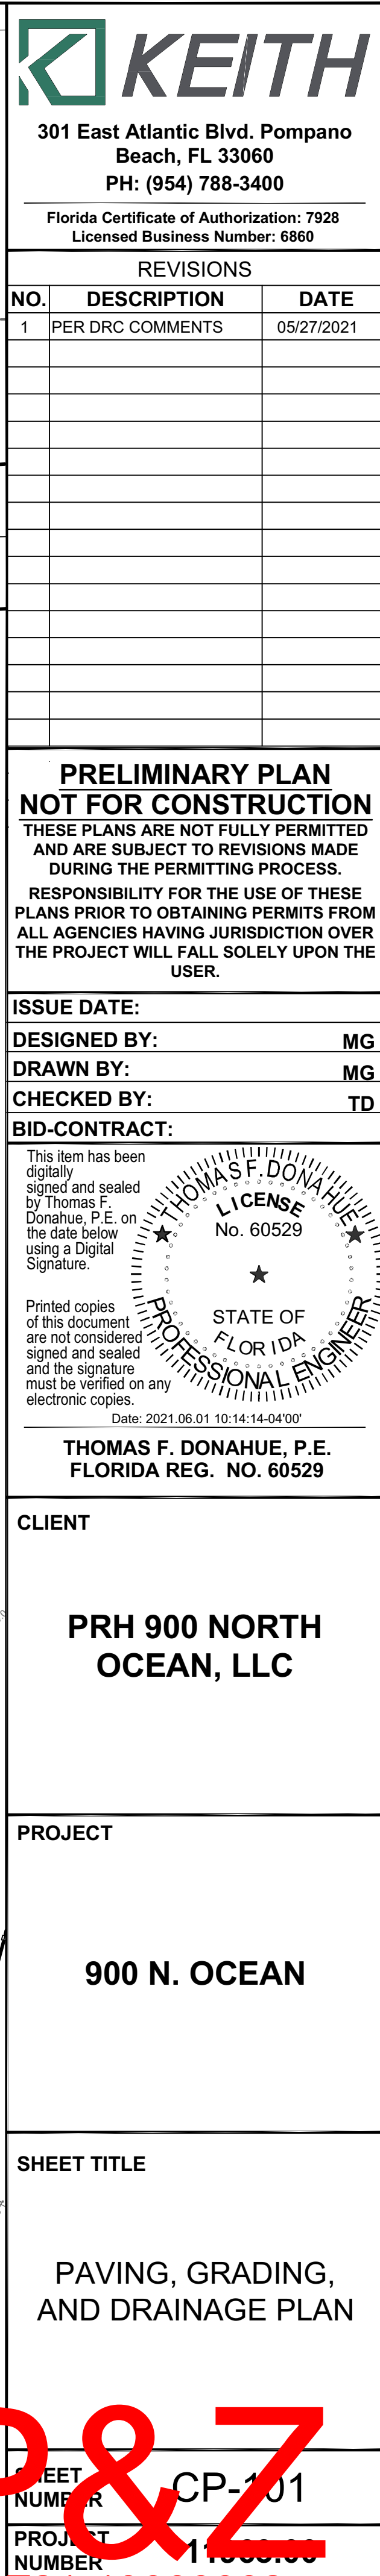 KEITH
301 East Atlantic Blvd. Pompano
Beach, FL 33060
PH: (954) 788-3400
Florida Certificate of Authorization: 7928
Licensed Business Number: 6860
REVISIONS
NO. DESCRIPTION DATE
1 PER DRC COMMENTS 05/27/2021
PRELIMINARY PLAN
NOT FOR CONSTRUCTION
THESE PLANS ARE NOT FULLY PERMITTED
AND ARE SUBJECT TO REVISIONS MADE
DURING THE PERMITTING PROCESS.
RESPONSIBILITY FOR THE USE OF THESE
PLANS PRIOR TO OBTAINING PERMITS FROM
ALL AGENCIES HAVING JURISDICTION OVER
THE PROJECT WILL FALL SOLELY UPON THE
USER.
ISSUE DATE:
DESIGNED BY: MG
DRAWN BY: MG
CHECKED BY: TD
BID-CONTRACT:
This item has been
digitally
signed and sealed
by Thomas F.
Donahue, P.E. on
the date below
using a Digital
Signature.
Printed copies
of this document
are not considered
signed and sealed
and the signature
must be verified on any
electronic copies.
THOMAS F. DONAHUE
LICENSE
No. 60529
STATE OF
FLORIDA
PROFESSIONAL ENGINEER
Date: 2021.06.01 10:14:14-04'00'
THOMAS F. DONAHUE, P.E.
FLORIDA REG. NO. 60529
CLIENT
PRH 900 NORTH
OCEAN, LLC
PROJECT
900 N. OCEAN
SHEET TITLE
PAVING, GRADING,
AND DRAINAGE PLAN
P&Z
SHEET
NUMBER
CP-101
PROJECT
NUMBER